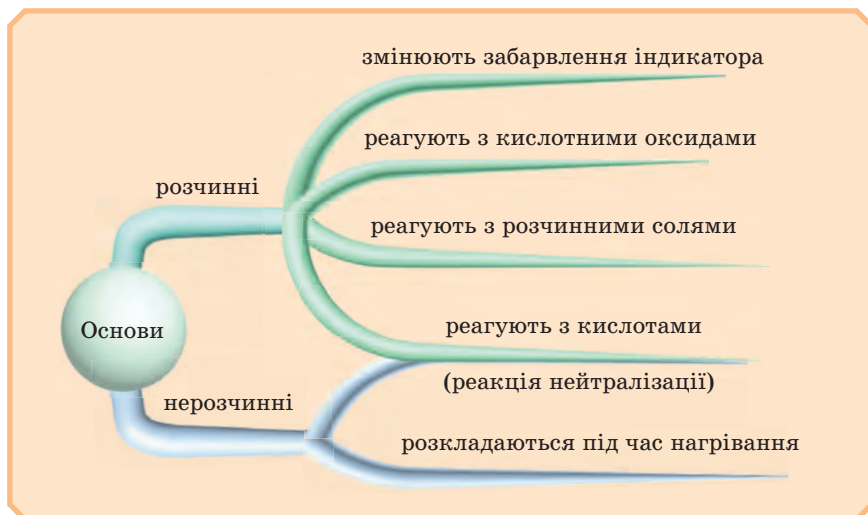 змінюють забарвлення індикатора
реагують з кислотними оксидами
розчинні
реагують з розчинними солями
Основи
реагують з кислотами
(реакція нейтралізації)
нерозчинні
розкладаються під час нагрівання